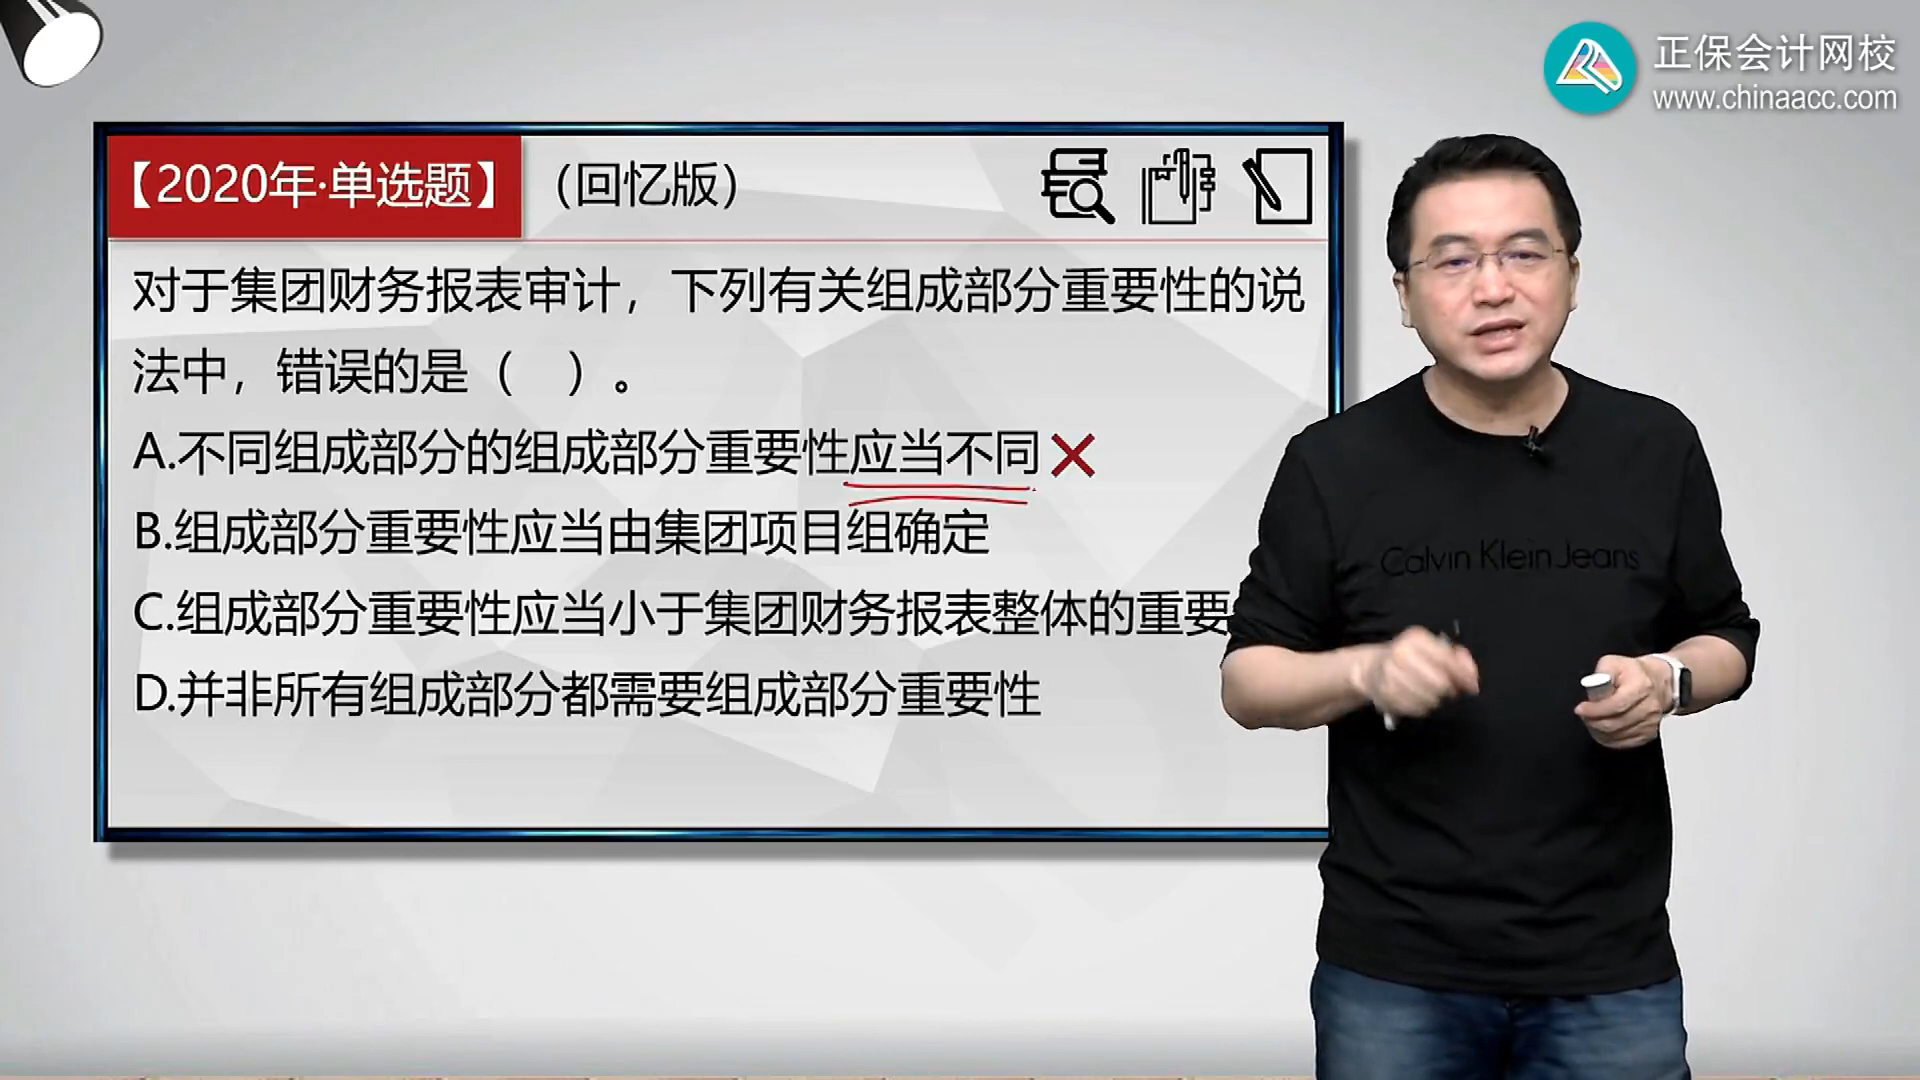 正保会计网校
www.chinaacc.com
【2020年·单选题】（回忆版）
对于集团财务报表审计，下列有关组成部分重要性的说
法中，错误的是（ ）。
A.不同组成部分的组成部分重要性应当不同
B.组成部分重要性应当由集团项目组确定
C.组成部分重要性应当小于集团财务报表整体的重要
D.并非所有组成部分都需要组成部分重要性
Calvin Klein Jeans